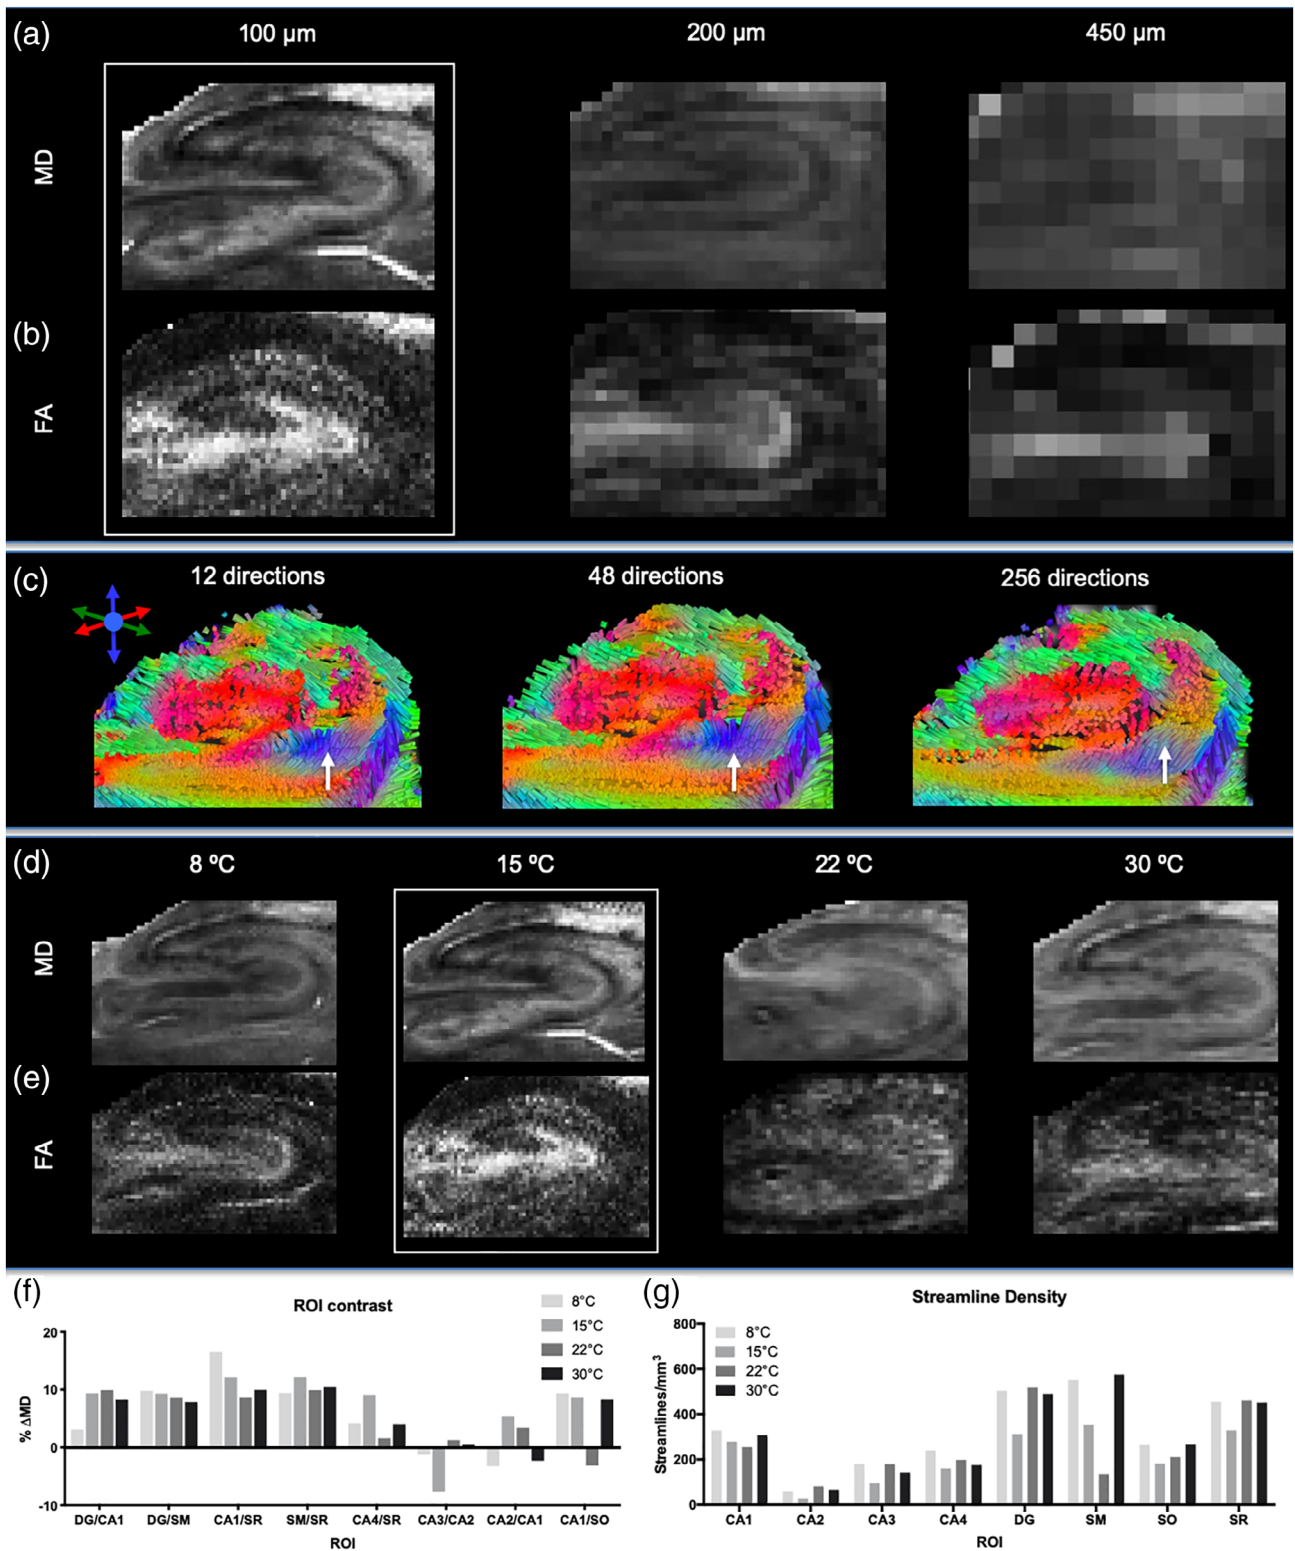 (a)
100 µm
200 µm
450 µm
MD
(b)
FA
(c)
12 directions
48 directions
256 directions
(d)
8 ºC
15 ºC
22 ºC
30 ºC
MD
(e)
FA
(f)
ROI contrast
8°C
15°C
22°C
30°C
% ΔMD
20
10
0
-10
DG/CA1 DG/SM CA1/SR SM/SR CA4/SR CA3/CA2 CA2/CA1 CA1/SO
ROI
(g)
Streamline Density
8°C
15°C
22°C
30°C
Streamlines/mm³
800
600
400
200
0
CA1 CA2 CA3 CA4 DG SM SO SR
ROI